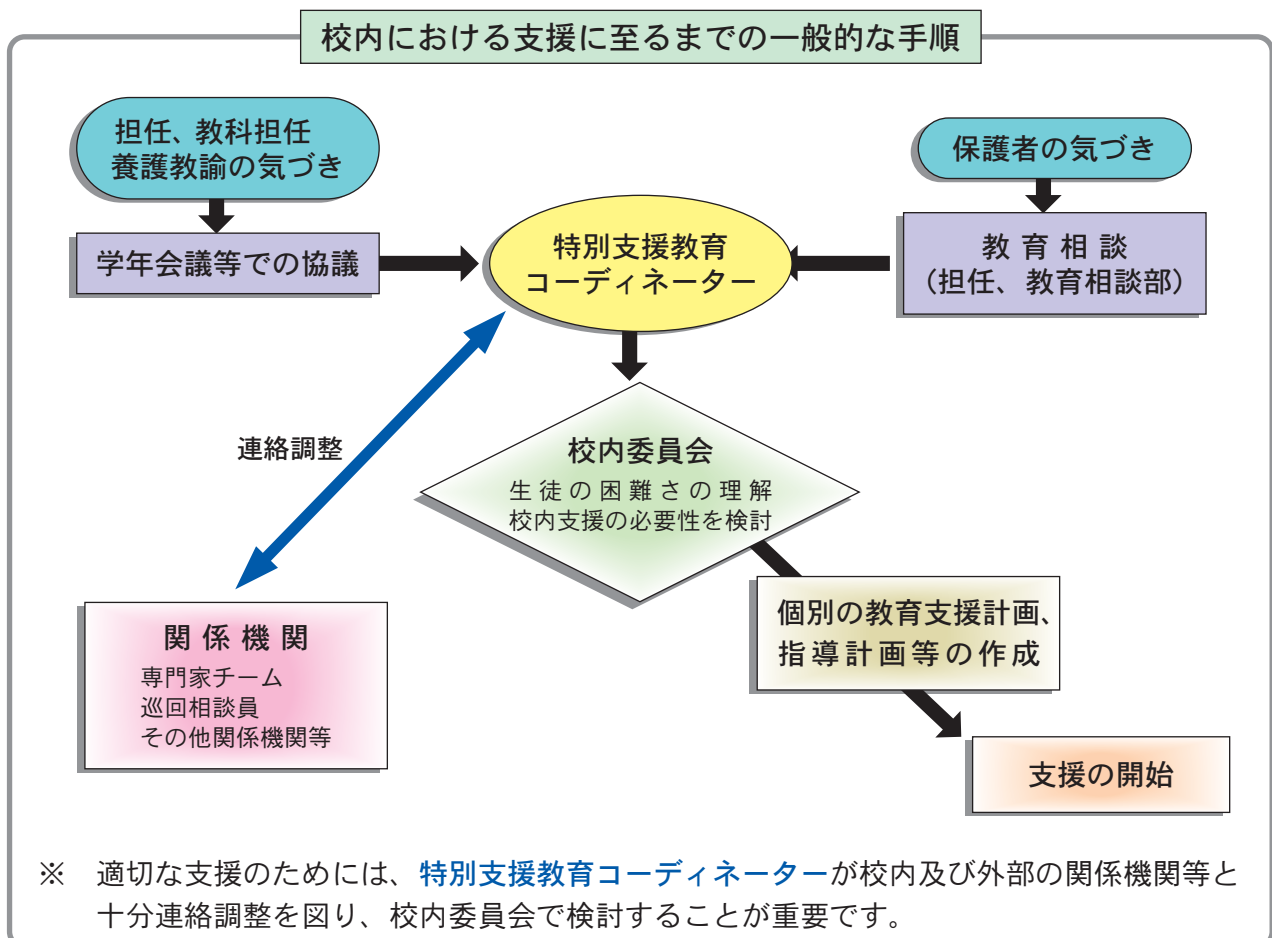 校内における支援に至るまでの一般的な手順
担任、教科担任
養護教諭の気づき
保護者の気づき
学年会議等での協議
特別支援教育
コーディネーター
教育相談
（担任、教育相談部）
連絡調整
校内委員会
生徒の困難さの理解
校内支援の必要性を検討
関係機関
専門家チーム
巡回相談員
その他関係機関等
個別の教育支援計画、
指導計画等の作成
支援の開始
※　適切な支援のためには、特別支援教育コーディネーターが校内及び外部の関係機関等と
十分連絡調整を図り、校内委員会で検討することが重要です。